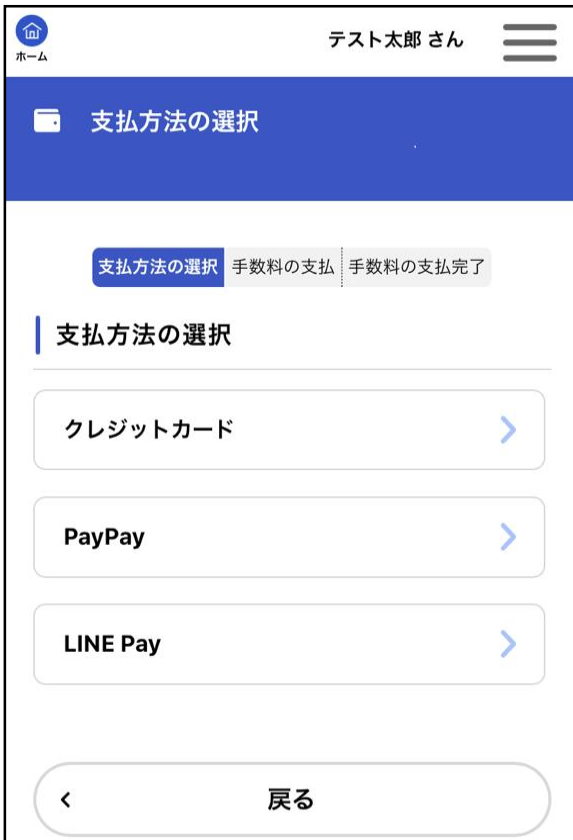 ホーム
テスト太郎 さん
支払方法の選択
支払方法の選択 手数料の支払 手数料の支払完了
支払方法の選択
クレジットカード
PayPay
LINE Pay
戻る